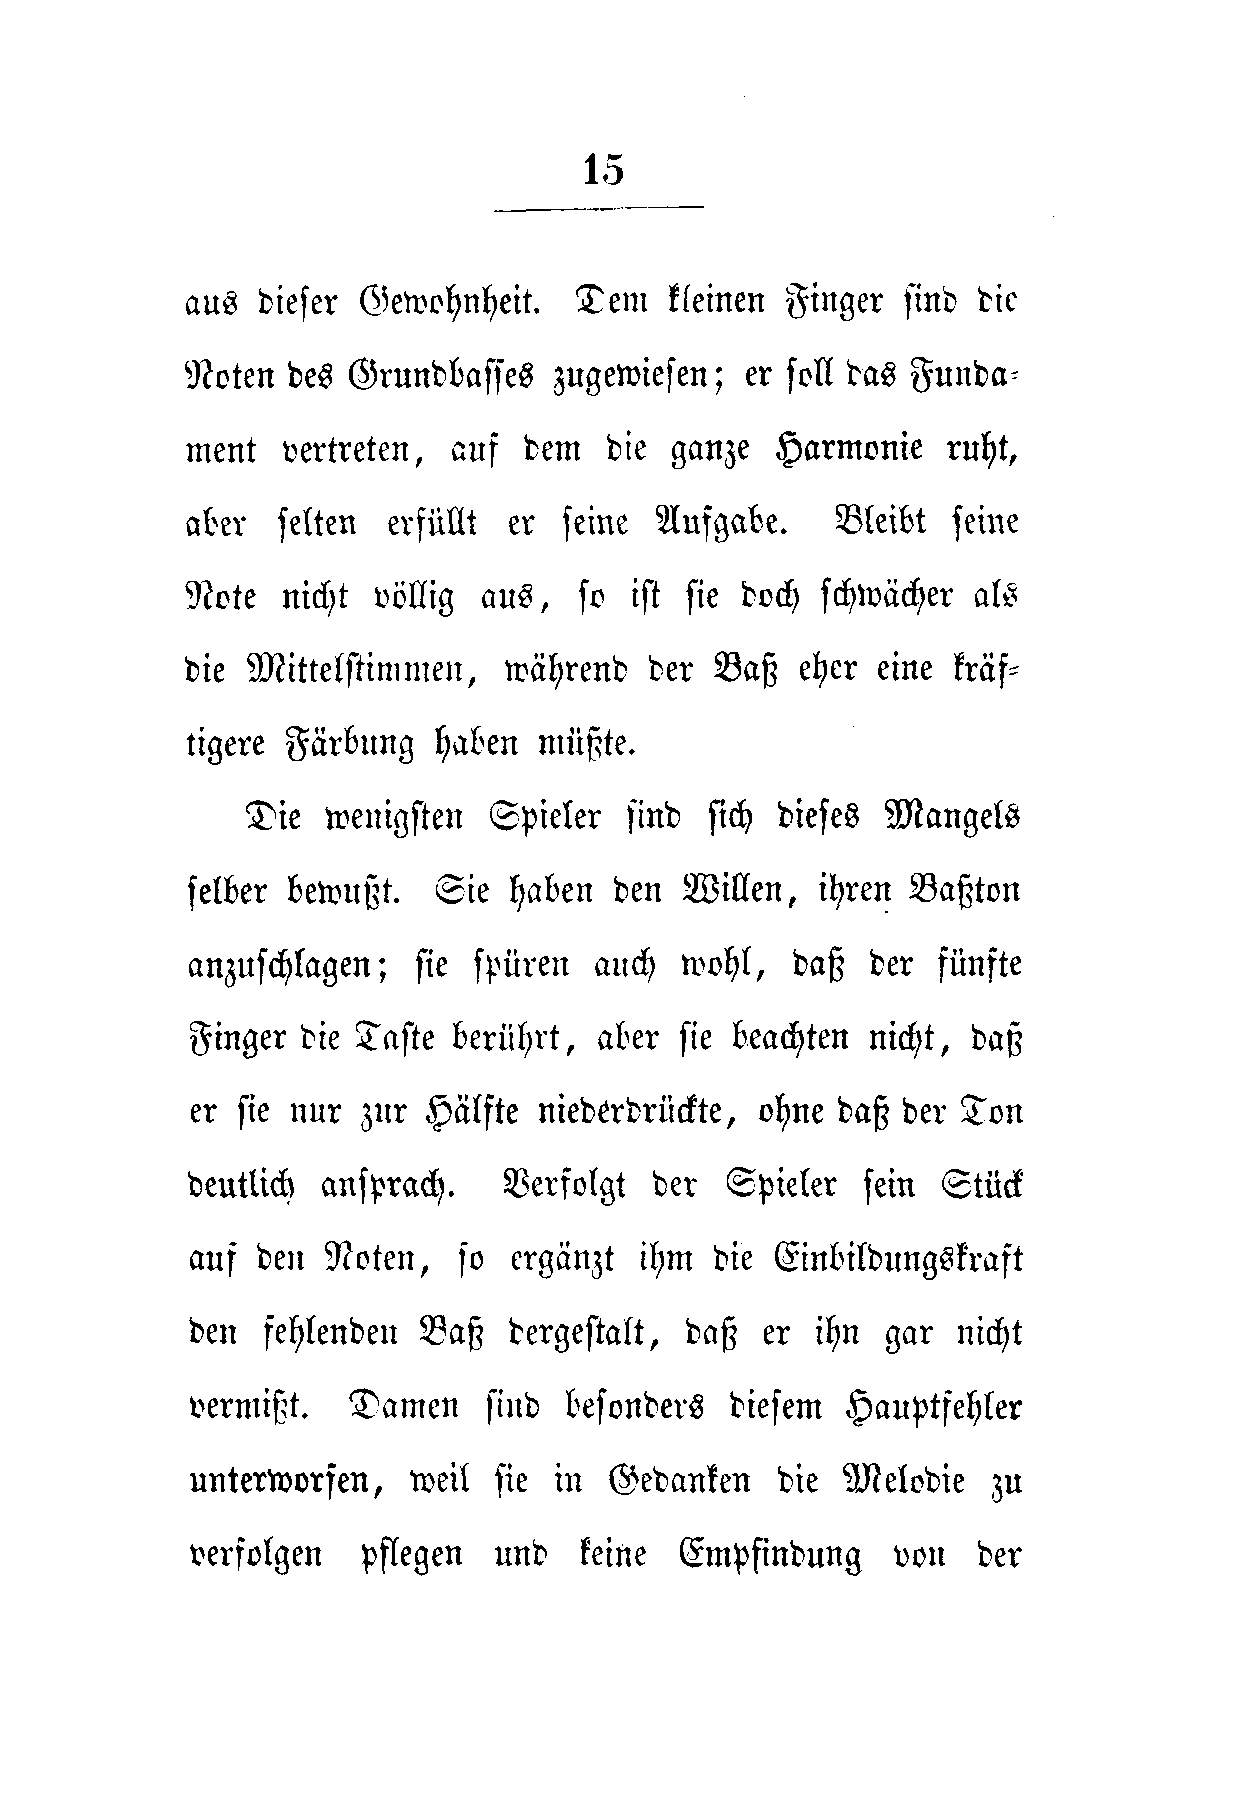 15
aus dieser Gewohnheit. Dem kleinen Finger sind die
Noten des Grundbasses zugewiesen; er soll das Funda-
ment vertreten, auf dem die ganze Harmonie ruht,
aber selten erfüllt er seine Aufgabe. Bleibt seine
Note nicht völlig aus, so ist sie doch schwächer als
die Mittelstimmen, während der Baß eher eine kräf-
tigere Färbung haben müßte.
Die wenigsten Spieler sind sich dieses Mangels
selber bewußt. Sie haben den Willen, ihren Baßton
anzuschlagen; sie spüren auch wohl, daß der fünfte
Finger die Taste berührt, aber sie beachten nicht, daß
er sie nur zur Hälfte niederdrückte, ohne daß der Ton
deutlich ansprach. Verfolgt der Spieler sein Stück
auf den Noten, so ergänzt ihm die Einbildungskraft
den fehlenden Baß dergestalt, daß er ihn gar nicht
vermißt. Damen sind besonders diesem Hauptfehler
unterworfen, weil sie in Gedanken die Melodie zu
verfolgen pflegen und keine Empfindung von der